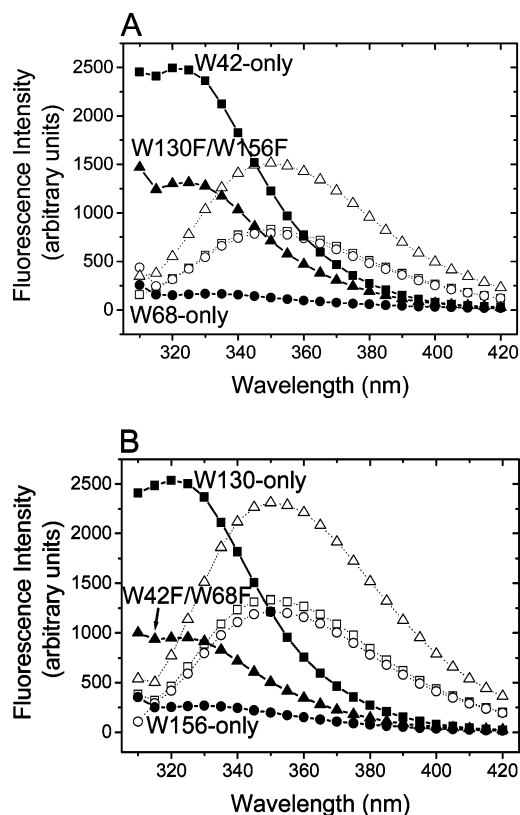 A
Fluorescence Intensity
(arbitrary units)
2500
2000
1500
1000
500
0
W42-only
W130F/W156F
W68-only
320
340
360
380
400
420
Wavelength (nm)
B
Fluorescence Intensity
(arbitrary units)
2500
2000
1500
1000
500
0
W130-only
W42F/W68F
W156-only
320
340
360
380
400
420
Wavelength (nm)